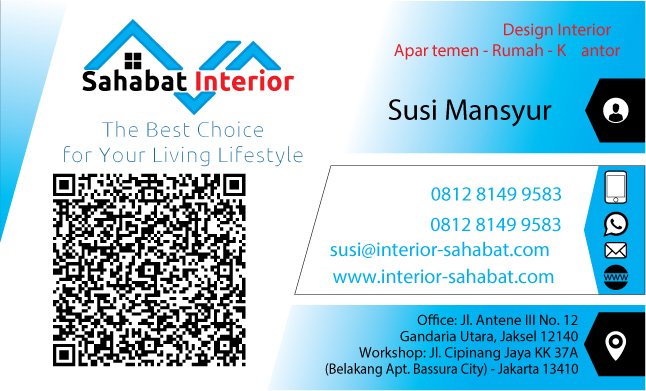 Sahabat Interior
The Best Choice
for Your Living Lifestyle
Design Interior
Apar temen - Rumah - K antor
Susi Mansyur
0812 8149 9583
0812 8149 9583
susi@interior-sahabat.com
www.interior-sahabat.com
www
Office: Jl. Antene III No. 12
Gandaria Utara, Jaksel 12140
Workshop: Jl. Cipinang Jaya KK 37A
(Belakang Apt. Bassura City) - Jakarta 13410